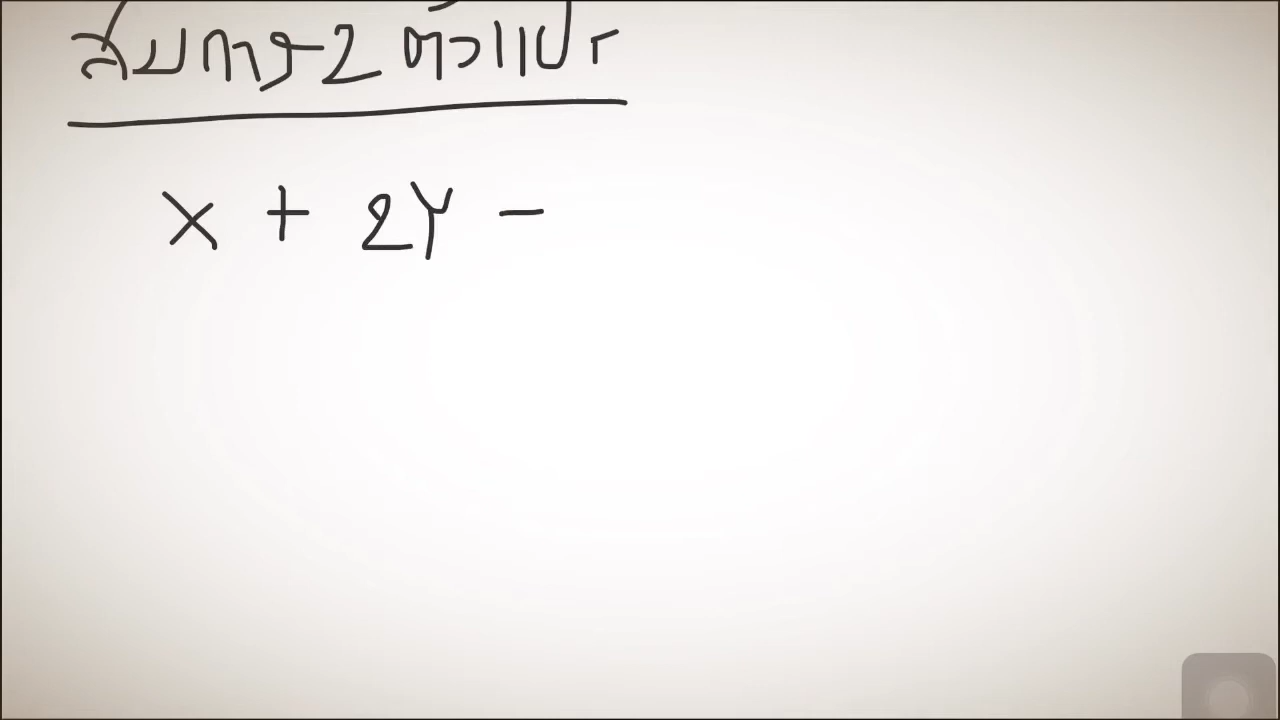 สมการ 2 ตัวแปร
x + 2y -